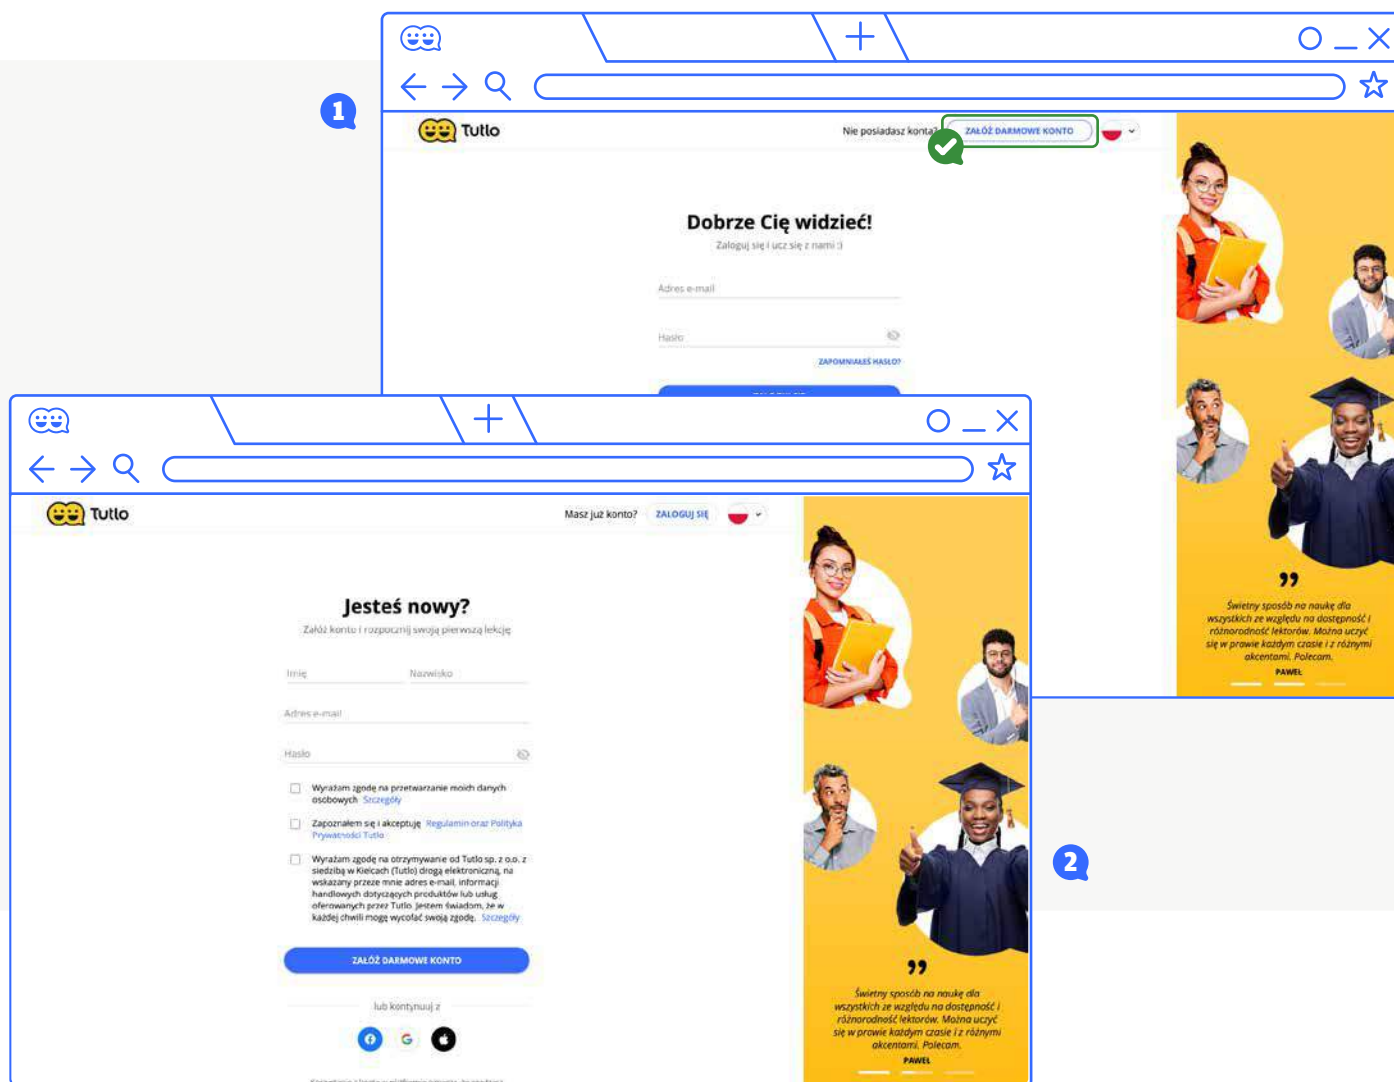 1
Tutlo
Nie posiadasz konta?
ZAŁÓŻ DARMOWE KONTO
Dobrze Cię widzieć!
Zaloguj się i ucz się z nami :)
Adres e-mail
Hasło
ZAPOMNIAŁEŚ HASŁO?
”
Świetny sposób na naukę dla
wszystkich ze względu na dostępność i
różnorodność lektorów. Można uczyć
się w prawie każdym czasie i z różnymi
akcentami. Polecam.
PAWEŁ
Tutlo
Masz już konto?
ZALOGUJ SIĘ
Jesteś nowy?
Załóż konto i rozpocznij swoją pierwszą lekcję
Imię
Nazwisko
Adres e-mail
Hasło
Wyrażam zgodę na przetwarzanie moich danych
osobowych Szczegóły
Zapoznałem się i akceptuję Regulamin oraz Polityka
Prywatności Tutlo
Wyrażam zgodę na otrzymywanie od Tutlo sp. z o.o. z
siedzibą w Kielcach (Tutlo) drogą elektroniczną, na
wskazany przeze mnie adres e-mail, informacji
handlowych dotyczących produktów lub usług
oferowanych przez Tutlo. Jestem świadom, że w
każdej chwili mogę wycofać swoją zgodę. Szczegóły
ZAŁÓŻ DARMOWE KONTO
lub kontynuuj z
2
”
Świetny sposób na naukę dla
wszystkich ze względu na dostępność i
różnorodność lektorów. Można uczyć
się w prawie każdym czasie i z różnymi
akcentami. Polecam.
PAWEŁ